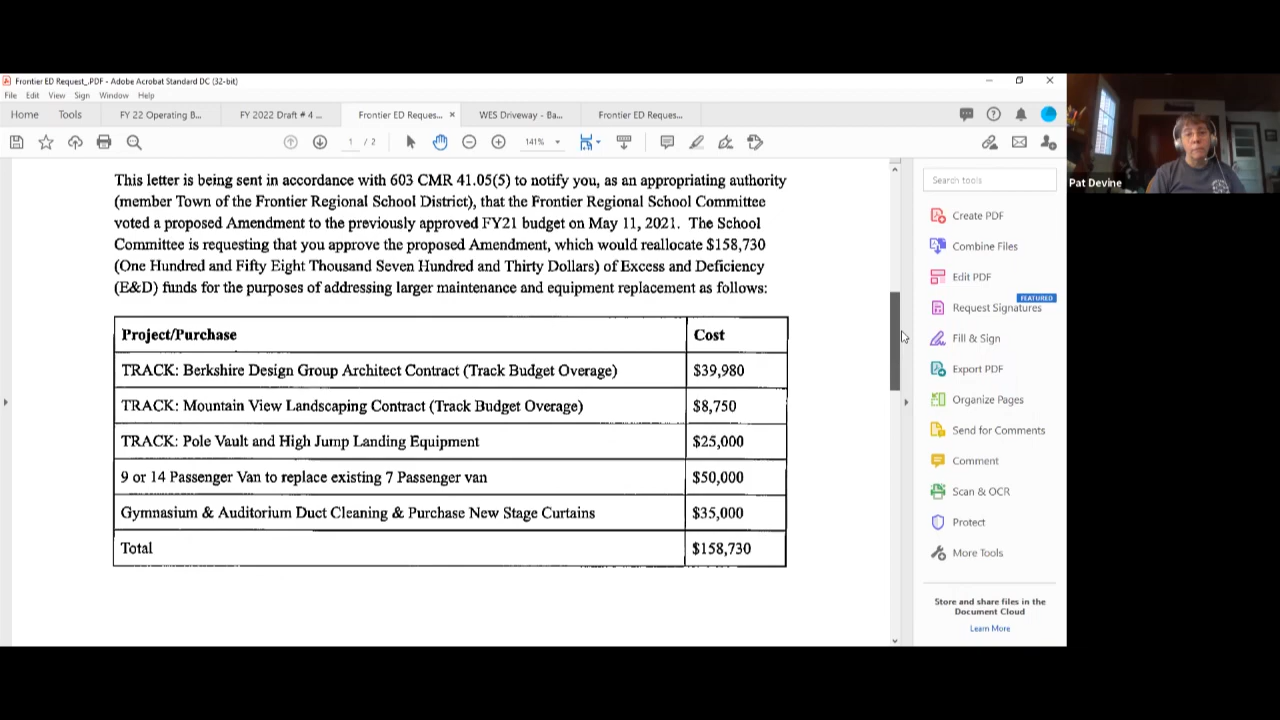 Frontier ED Request_.PDF - Adobe Acrobat Standard DC (32-bit)
File Edit View Sign Window Help
Home Tools FY 22 Operating B... FY 2022 Draft # 4 ... Frontier ED Reques... × WES Driveway - Ba... Frontier ED Reques...
1 / 2 141%
This letter is being sent in accordance with 603 CMR 41.05(5) to notify you, as an appropriating authority
(member Town of the Frontier Regional School District), that the Frontier Regional School Committee
voted a proposed Amendment to the previously approved FY21 budget on May 11, 2021. The School
Committee is requesting that you approve the proposed Amendment, which would reallocate $158,730
(One Hundred and Fifty Eight Thousand Seven Hundred and Thirty Dollars) of Excess and Deficiency
(E&D) funds for the purposes of addressing larger maintenance and equipment replacement as follows:
Project/Purchase Cost
TRACK: Berkshire Design Group Architect Contract (Track Budget Overage) $39,980
TRACK: Mountain View Landscaping Contract (Track Budget Overage) $8,750
TRACK: Pole Vault and High Jump Landing Equipment $25,000
9 or 14 Passenger Van to replace existing 7 Passenger van $50,000
Gymnasium & Auditorium Duct Cleaning & Purchase New Stage Curtains $35,000
Total $158,730
Search tools
Create PDF
Combine Files
Edit PDF
FEATURED
Request Signatures
Fill & Sign
Export PDF
Organize Pages
Send for Comments
Comment
Scan & OCR
Protect
More Tools
Store and share files in the
Document Cloud
Learn More
Pat Devine